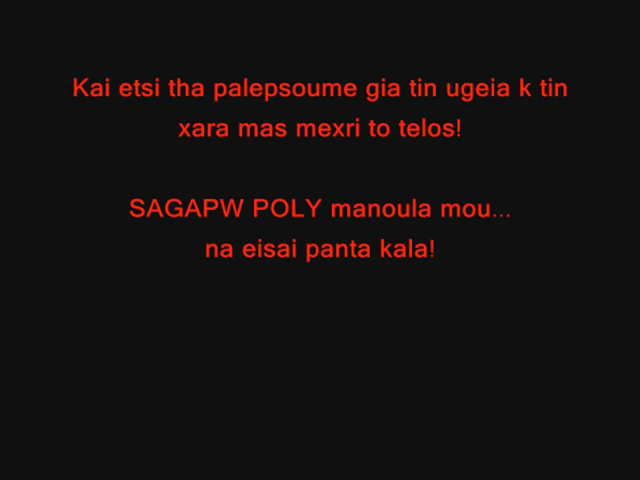 Kai etsi tha palepsoume gia tin ugeia k tin
xara mas mexri to telos!
SAGAPW POLY manoula mou...
na eisai panta kala!